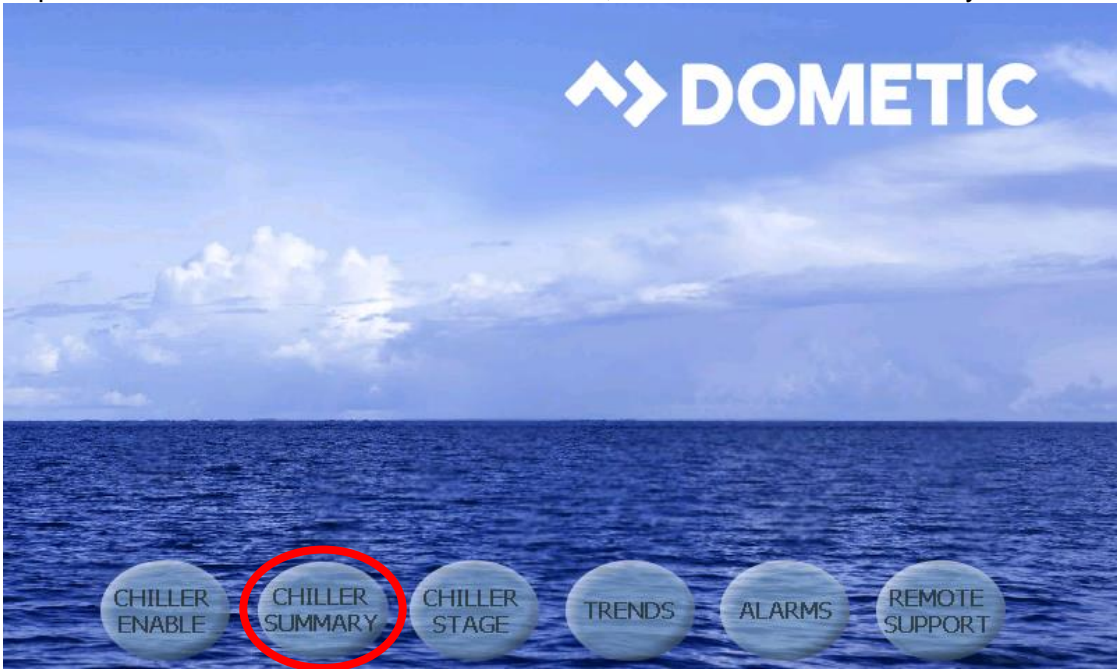 DOMETIC
CHILLER
ENABLE
CHILLER
SUMMARY
CHILLER
STAGE
TRENDS
ALARMS
REMOTE
SUPPORT